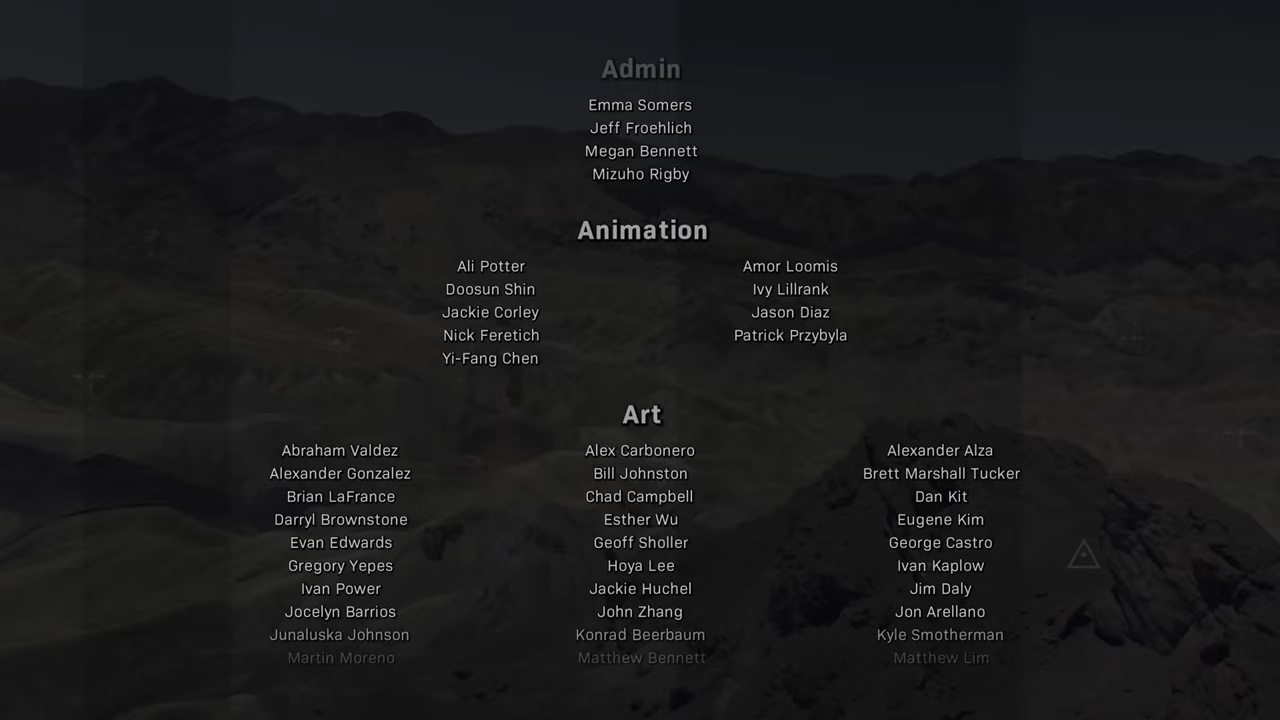 Admin
Emma Somers
Jeff Froehlich
Megan Bennett
Mizuho Rigby
Animation
Ali Potter Amor Loomis
Doosun Shin Ivy Lillrank
Jackie Corley Jason Diaz
Nick Feretich Patrick Przybyla
Yi-Fang Chen
Art
Abraham Valdez Alex Carbonero Alexander Alza
Alexander Gonzalez Bill Johnston Brett Marshall Tucker
Brian LaFrance Chad Campbell Dan Kit
Darryl Brownstone Esther Wu Eugene Kim
Evan Edwards Geoff Sholler George Castro
Gregory Yepes Hoya Lee Ivan Kaplow
Ivan Power Jackie Huchel Jim Daly
Jocelyn Barrios John Zhang Jon Arellano
Junaluska Johnson Konrad Beerbaum Kyle Smotherman
Martin Moreno Matthew Bennett Matthew Lim